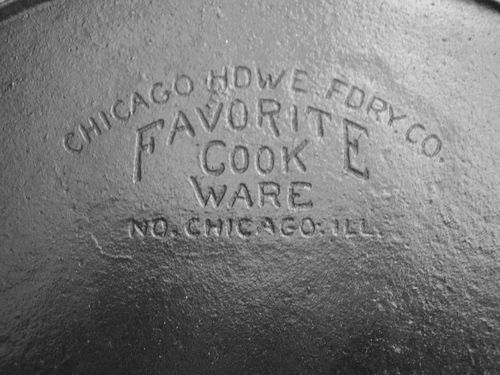 CHICAGO HDWE FDRY CO.
FAVORITE
COOK
WARE
NO. CHICAGO. ILL.